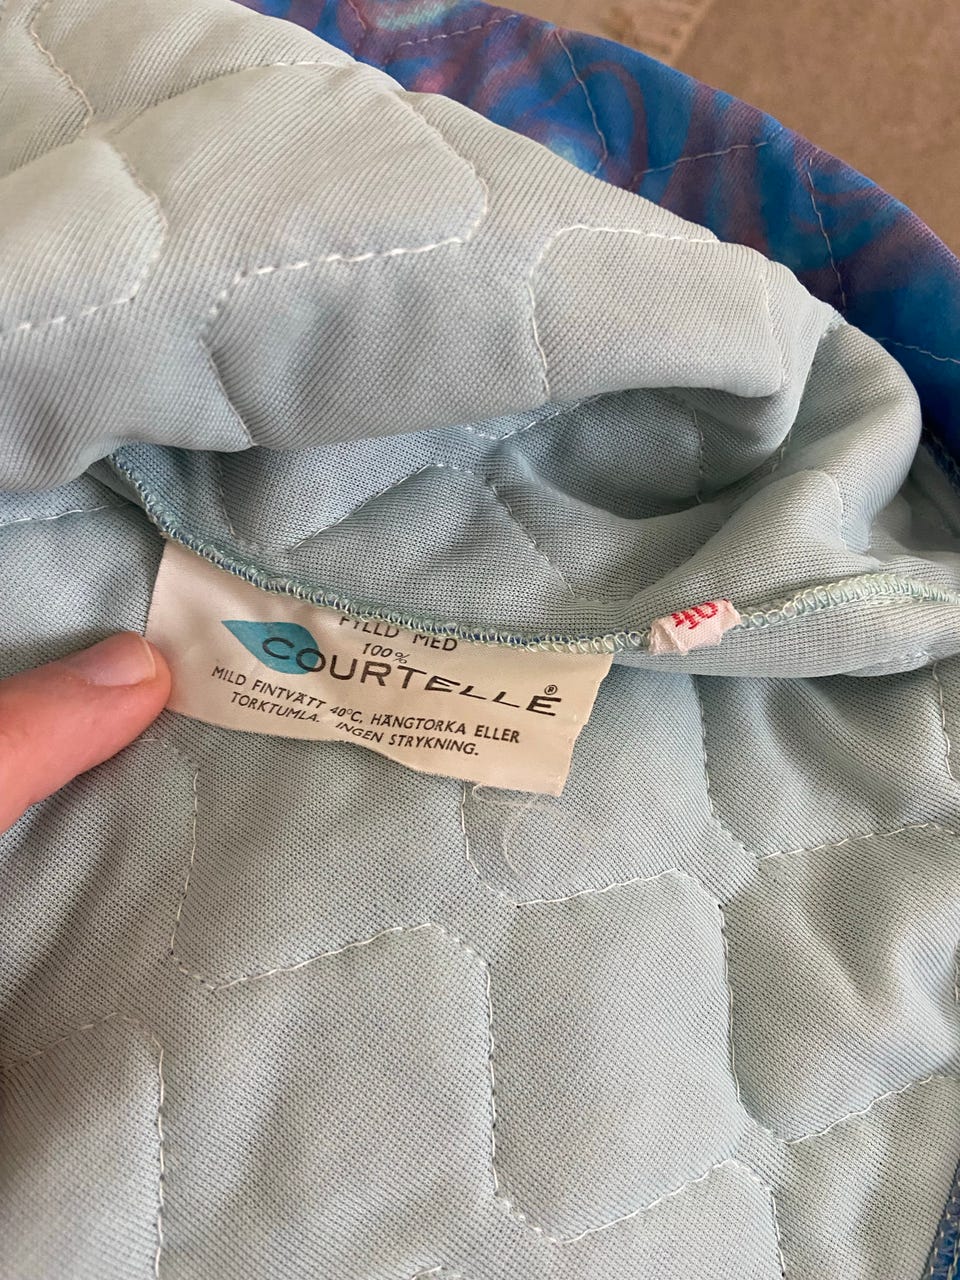 FYLLD MED
100%
COURTELLE®
MILD FINTVÄTT 40°C. HÄNGTORKA ELLER
TORKTUMLA. INGEN STRYKNING.